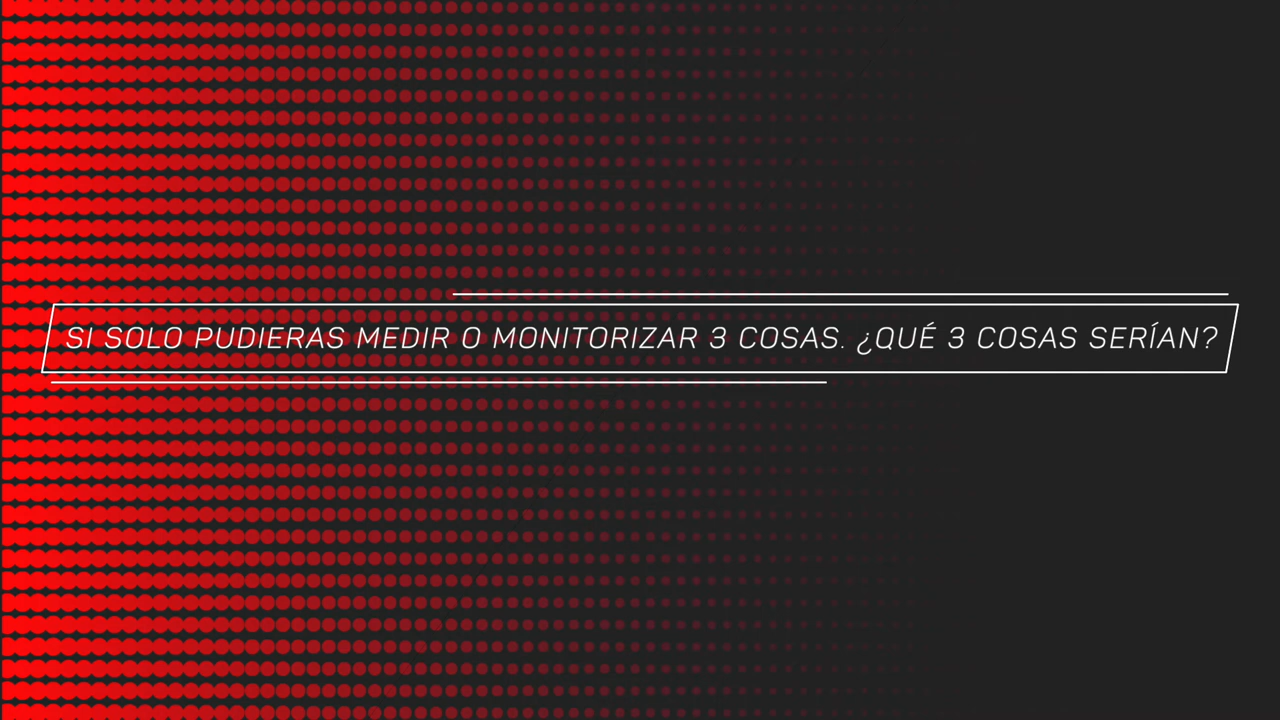 SI SOLO PUDIERAS MEDIR O MONITORIZAR 3 COSAS. ¿QUÉ 3 COSAS SERÍAN?